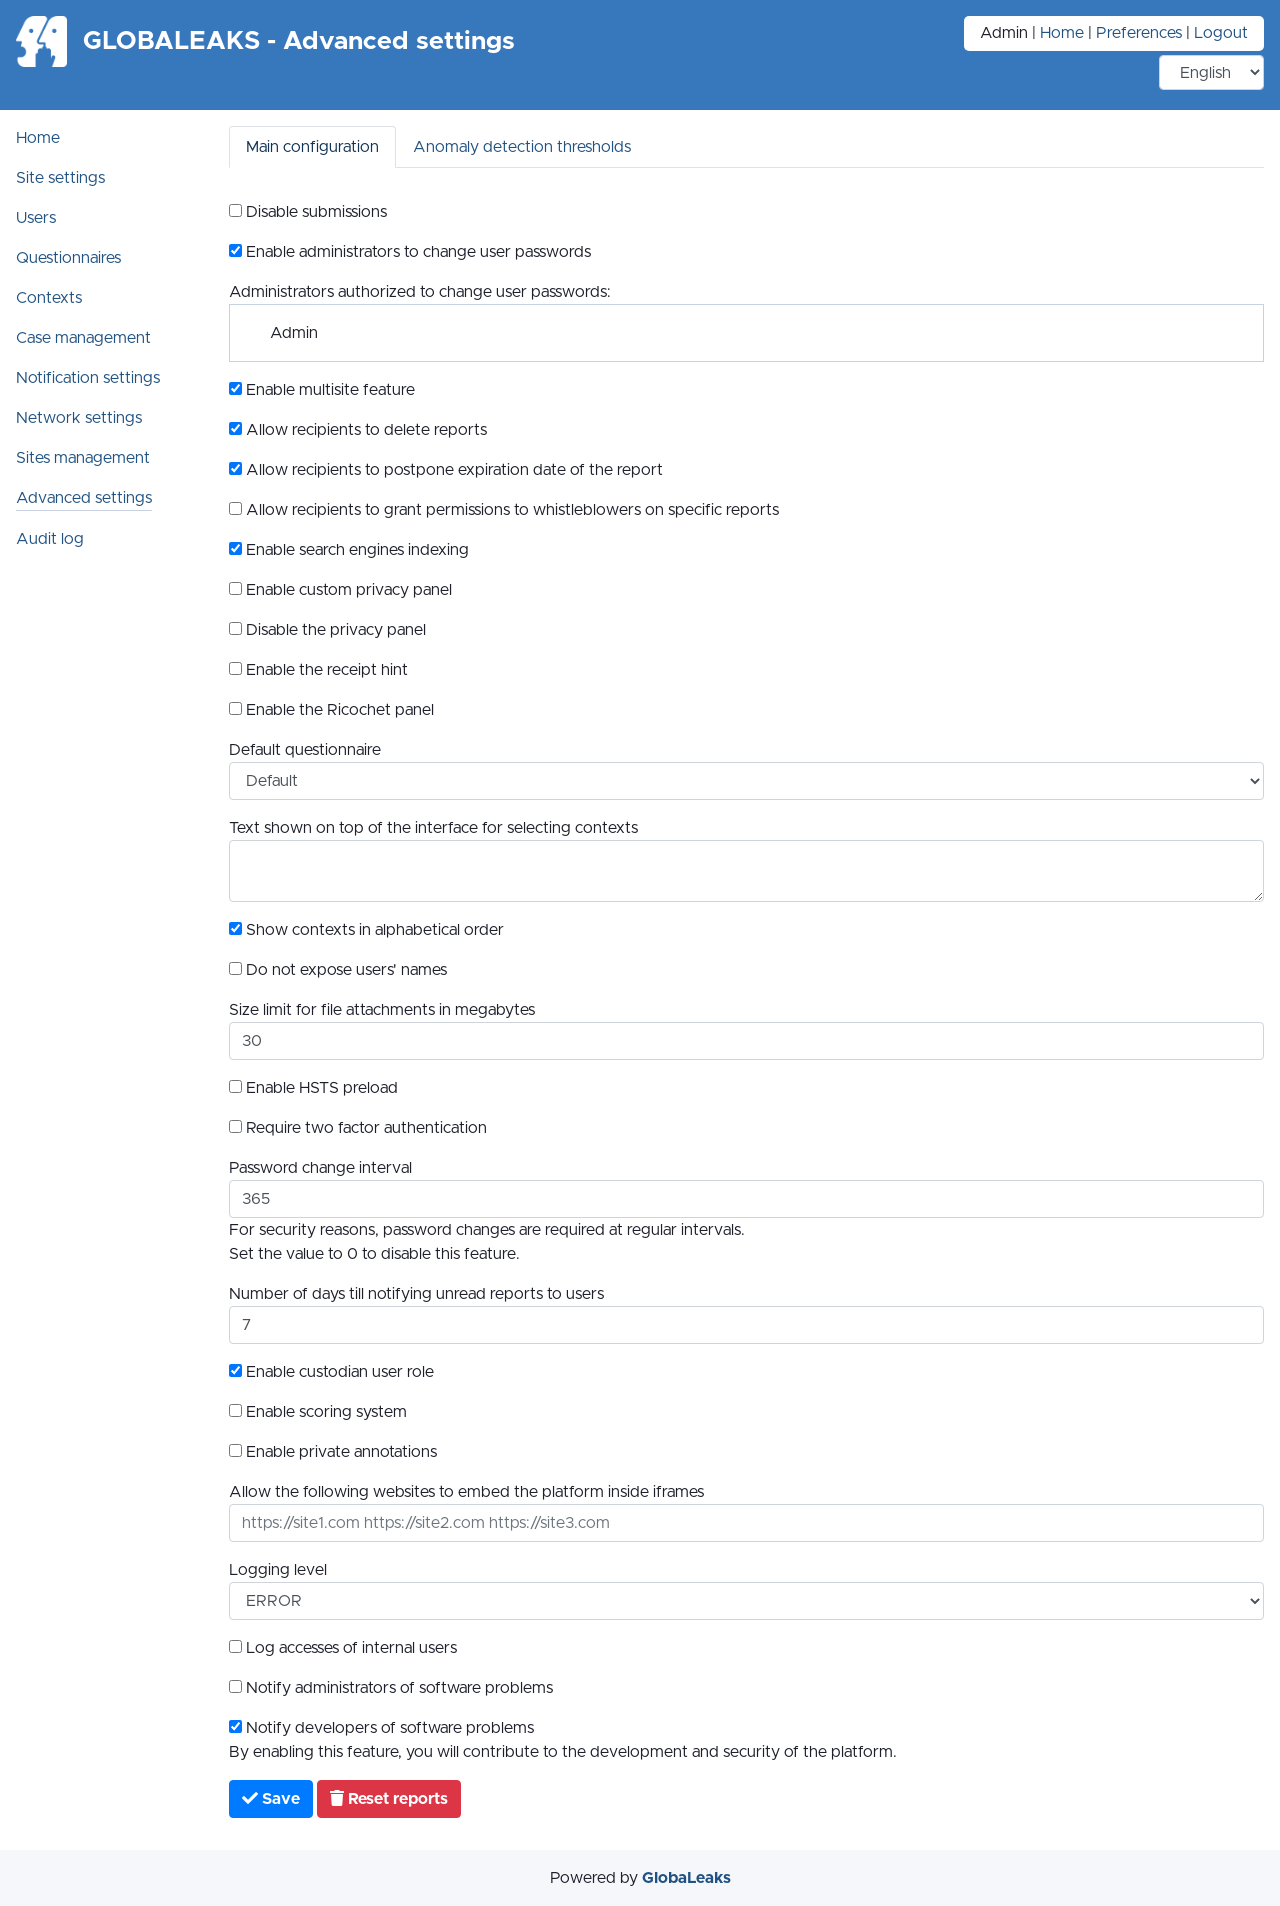 GLOBALEAKS - Advanced settings
Admin | Home | Preferences | Logout
English
Home
Site settings
Users
Questionnaires
Contexts
Case management
Notification settings
Network settings
Sites management
Advanced settings
Audit log
Main configuration
Anomaly detection thresholds
Disable submissions
Enable administrators to change user passwords
Administrators authorized to change user passwords:
Admin
Enable multisite feature
Allow recipients to delete reports
Allow recipients to postpone expiration date of the report
Allow recipients to grant permissions to whistleblowers on specific reports
Enable search engines indexing
Enable custom privacy panel
Disable the privacy panel
Enable the receipt hint
Enable the Ricochet panel
Default questionnaire
Default
Text shown on top of the interface for selecting contexts
Show contexts in alphabetical order
Do not expose users' names
Size limit for file attachments in megabytes
30
Enable HSTS preload
Require two factor authentication
Password change interval
365
For security reasons, password changes are required at regular intervals.
Set the value to 0 to disable this feature.
Number of days till notifying unread reports to users
7
Enable custodian user role
Enable scoring system
Enable private annotations
Allow the following websites to embed the platform inside iframes
https://site1.com https://site2.com https://site3.com
Logging level
ERROR
Log accesses of internal users
Notify administrators of software problems
Notify developers of software problems
By enabling this feature, you will contribute to the development and security of the platform.
Save
Reset reports
Powered by GlobaLeaks